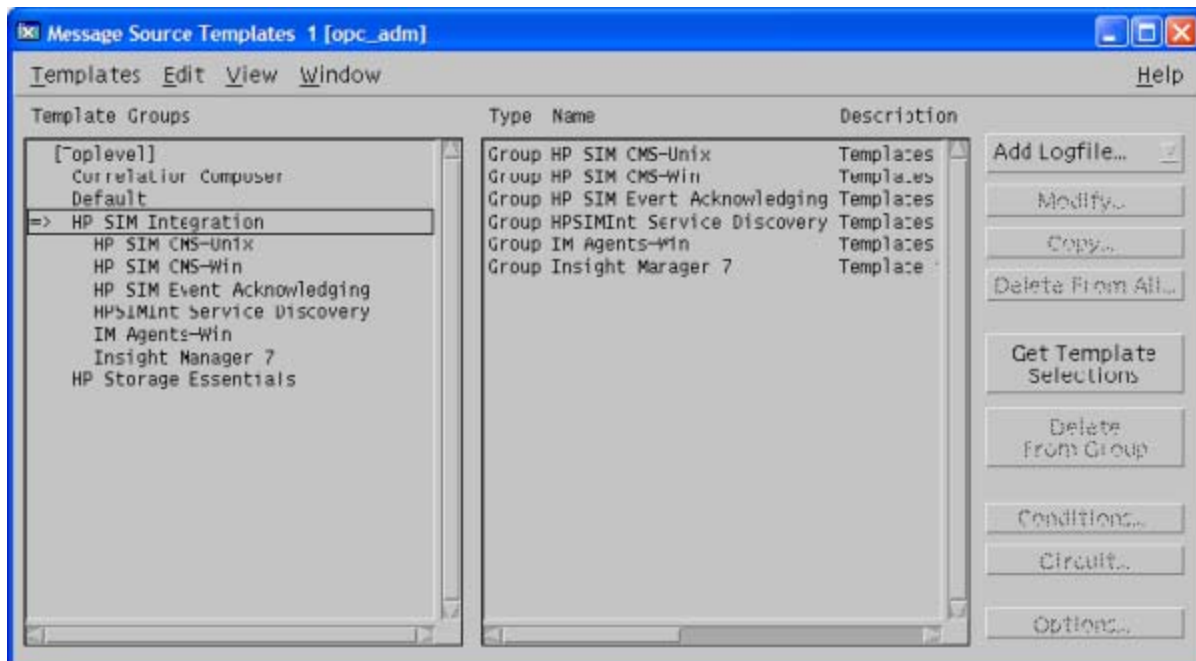 Message Source Templates 1 [opc_adm]
Templates Edit View Window Help
Template Groups
[Toplevel]
Correlation Composer
Default
=> HP SIM Integration
HP SIM CMS-Unix
HP SIM CMS-Win
HP SIM Event Acknowledging
HPSIMInt Service Discovery
IM Agents-Win
Insight Manager 7
HP Storage Essentials
Type Name Description
Group HP SIM CMS-Unix Templates
Group HP SIM CMS-Win Templates
Group HP SIM Event Acknowledging Templates
Group HPSIMInt Service Discovery Templates
Group IM Agents-Win Templates
Group Insight Manager 7 Template
Add Logfile...
Modify...
Copy...
Delete From All...
Get Template
Selections
Delete
From Group
Conditions...
Circuit...
Options...